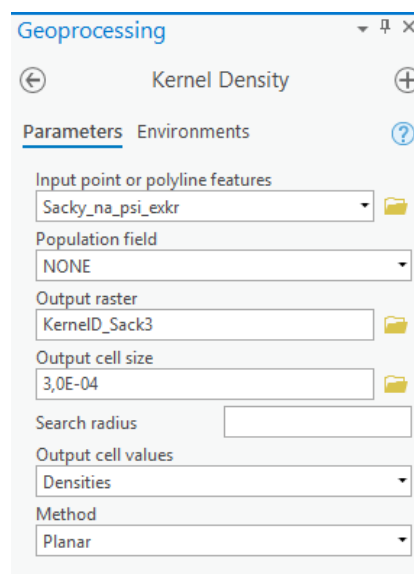 Geoprocessing
Kernel Density
Parameters Environments
Input point or polyline features
Sacky_na_psi_exkr
Population field
NONE
Output raster
KernelD_Sack3
Output cell size
3,0E-04
Search radius
Output cell values
Densities
Method
Planar